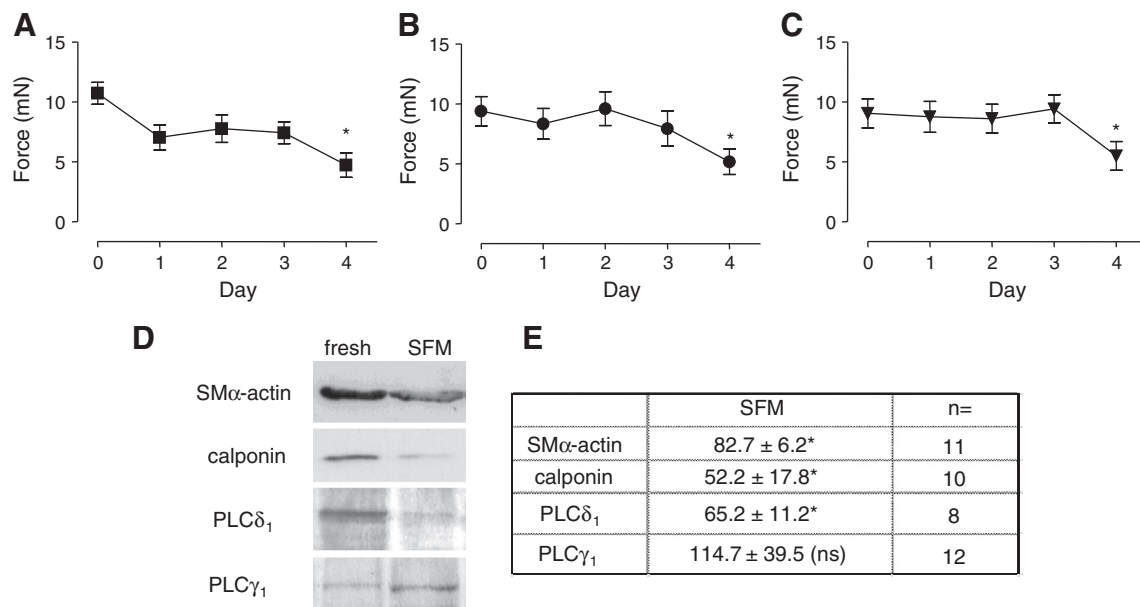 A
B
C
15
10
5
0
Force (mN)
0 1 2 3 4
Day
*
15
10
5
0
Force (mN)
0 1 2 3 4
Day
*
15
10
5
0
Force (mN)
0 1 2 3 4
Day
*
D
fresh SFM
SMα-actin
calponin
PLCδ₁
PLCγ₁
E
SFM n=
SMα-actin 82.7 ± 6.2* 11
calponin 52.2 ± 17.8* 10
PLCδ₁ 65.2 ± 11.2* 8
PLCγ₁ 114.7 ± 39.5 (ns) 12